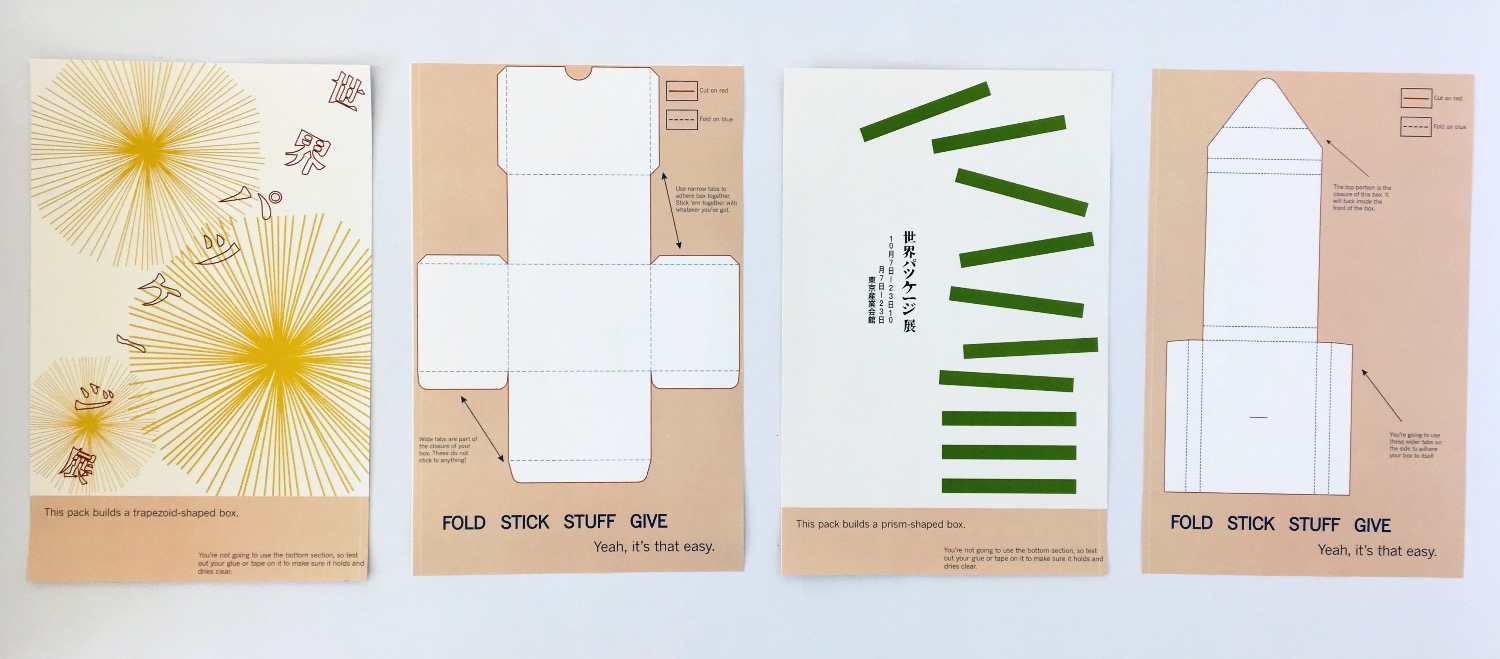 世界パッケージ展
This pack builds a trapezoid-shaped box.
You're not going to use the bottom section, so test
out your glue or tape on it to make sure it holds and
dries clear.
Cut on red
Fold on blue
Use narrow tabs to
adhere box together.
Stick 'em together with
whatever you've got.
Wide tabs are part of
the closure of your
box. These do not
stick to anything!
FOLD STICK STUFF GIVE
Yeah, it's that easy.
世界パッケージ展
10月7日–23日10
月7日–23日
東京産業会館
This pack builds a prism-shaped box.
You're not going to use the bottom section, so test
out your glue or tape on it to make sure it holds and
dries clear.
Cut on red
Fold on blue
The top portion is the
closure of this box. It
will tuck inside the
front of the box.
You're going to use
these wider tabs on
the side to adhere
your box to itself
FOLD STICK STUFF GIVE
Yeah, it's that easy.